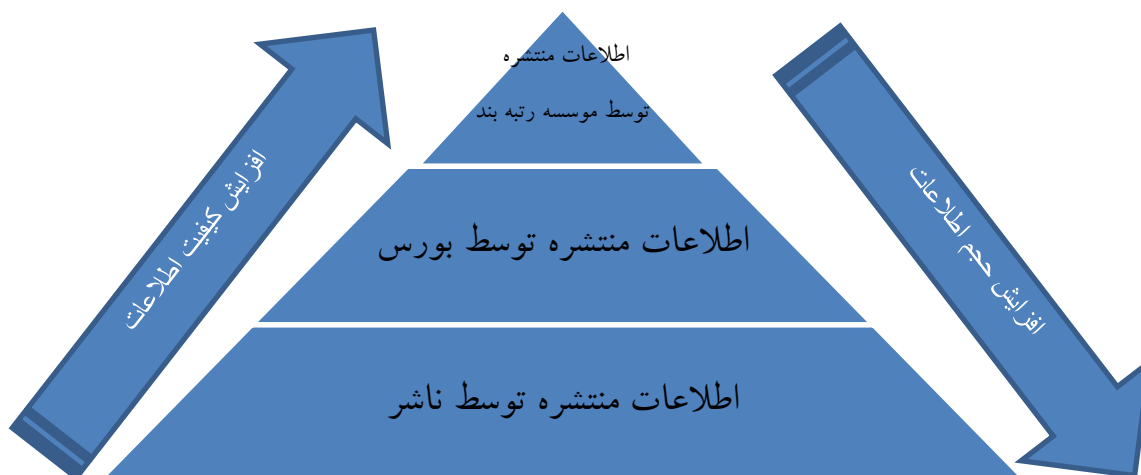 اطلاعات منتشره
توسط موسسه رتبه بند
اطلاعات منتشره توسط بورس
اطلاعات منتشره توسط ناشر
افزایش کیفیت اطلاعات
افزایش حجم اطلاعات